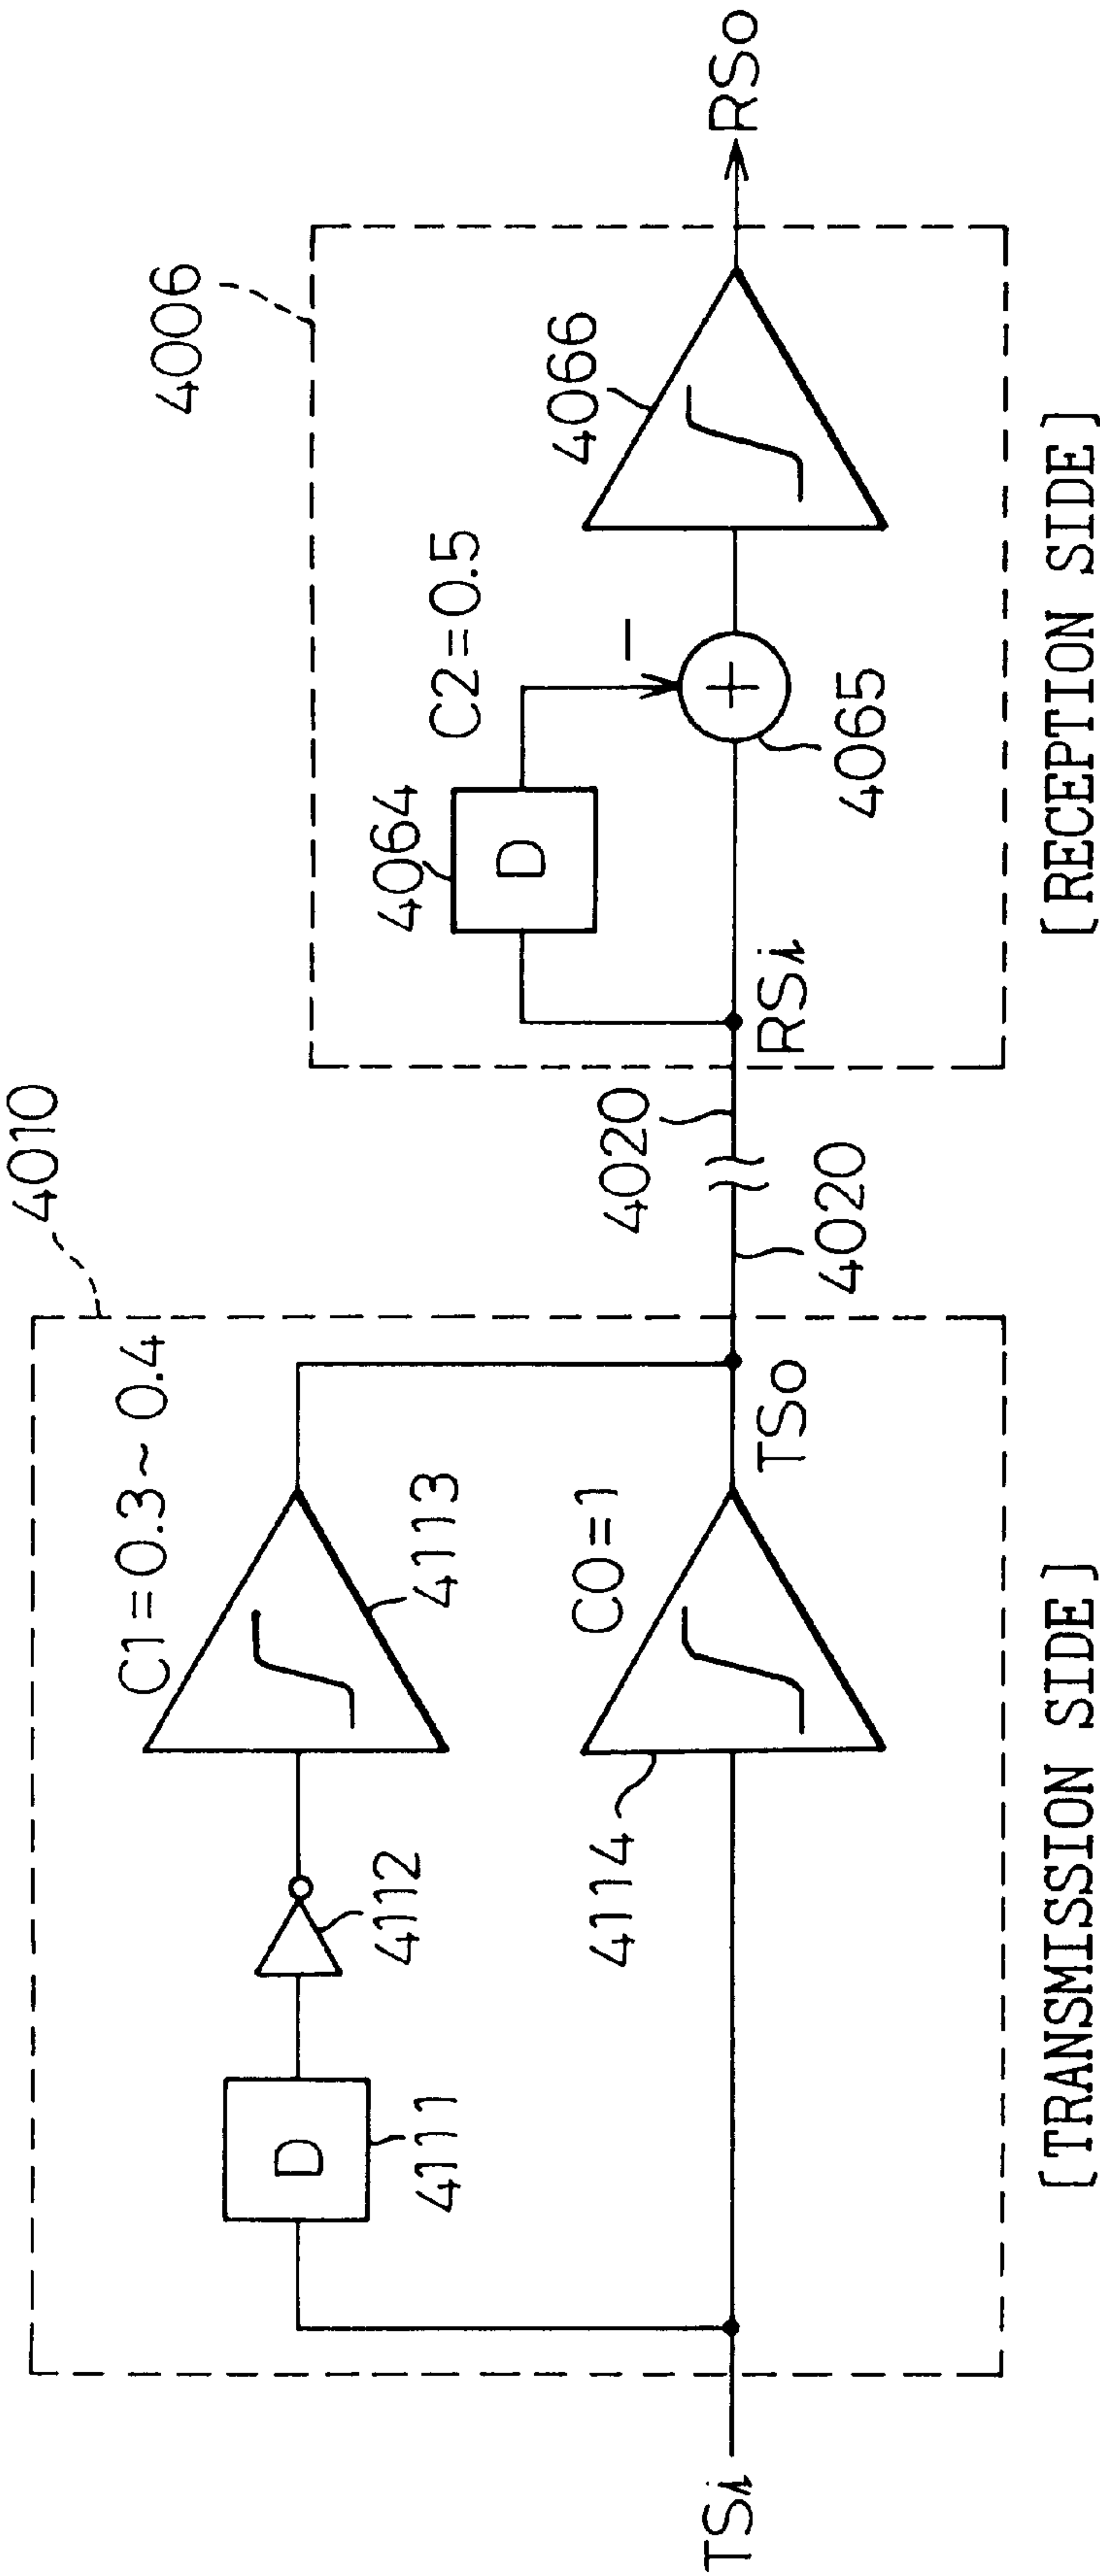 4010
C1=0.3~0.4
D
4111
4112
4113
4114
C0=1
TSi
TSo
4020
4020
[TRANSMISSION SIDE]
4006
4064
D
C2=0.5
−
+
4065
4066
RSi
RSo
[RECEPTION SIDE]